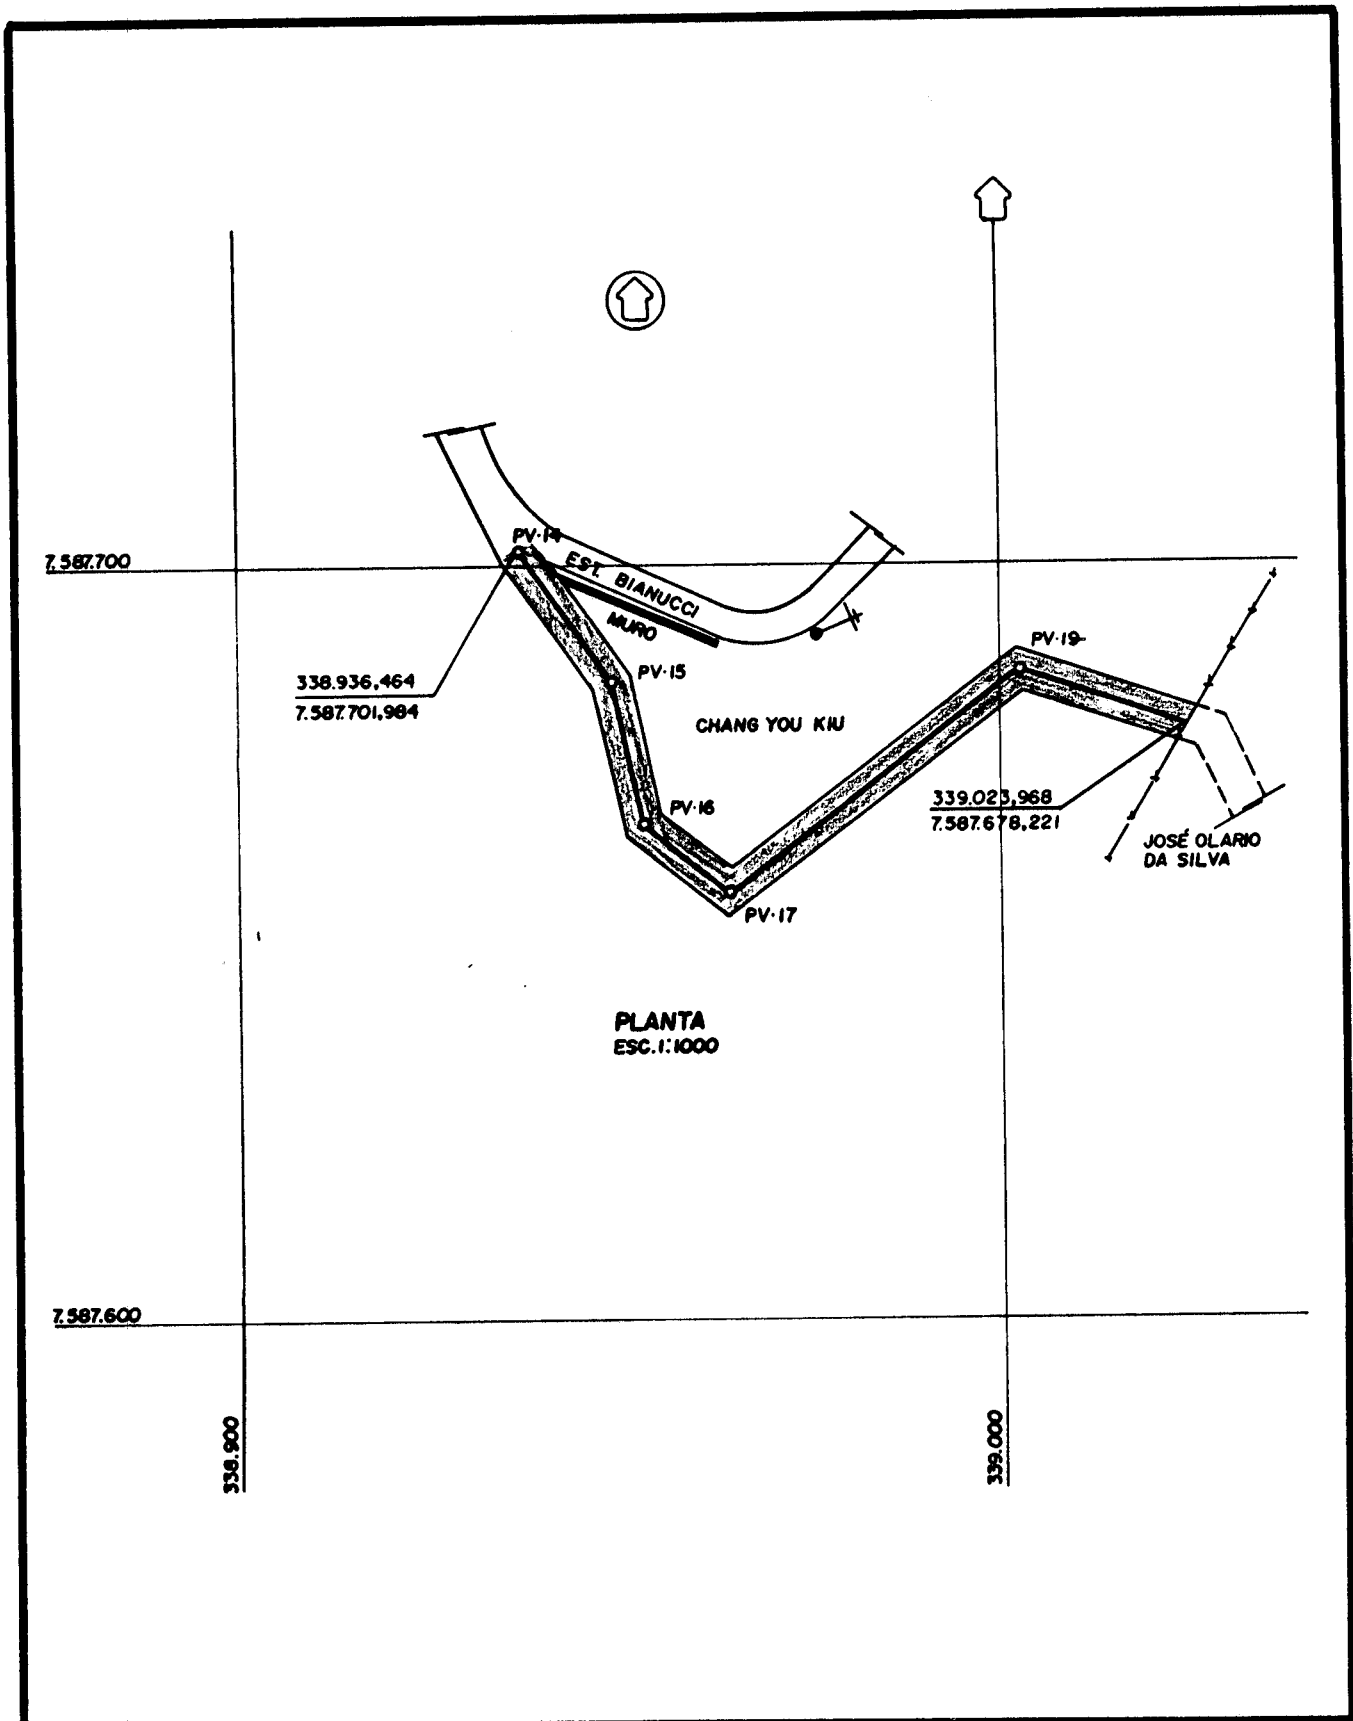 PV-14
7.587.700
EST. BIANUCCI
MURO
PV-19
PV-15
338.936,464
7.587.701,984
CHANG YOU KIU
PV-16
339.023,968
7.587.678,221
JOSÉ OLARIO
DA SILVA
PV-17
PLANTA
ESC.1:1000
7.587.600
338.900
339.000